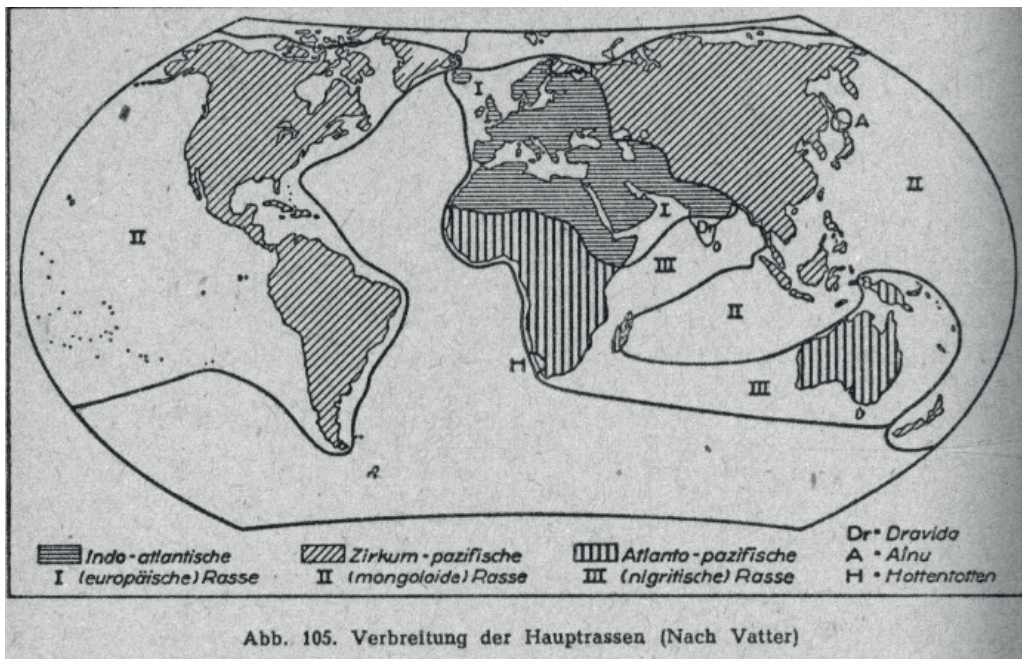 I
A
II
II
I
Dr
III
II
H
III
Indo-atlantische
I (europäische) Rasse
Zirkum-pazifische
II (mongoloide) Rasse
Atlanto-pazifische
III (nigritische) Rasse
Dr = Dravida
A = Ainu
H = Hottentotten
Abb. 105. Verbreitung der Hauptrassen (Nach Vatter)